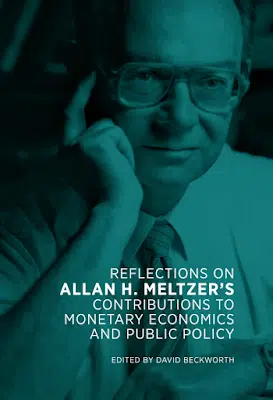 REFLECTIONS ON
ALLAN H. MELTZER'S
CONTRIBUTIONS TO
MONETARY ECONOMICS
AND PUBLIC POLICY
EDITED BY DAVID BECKWORTH